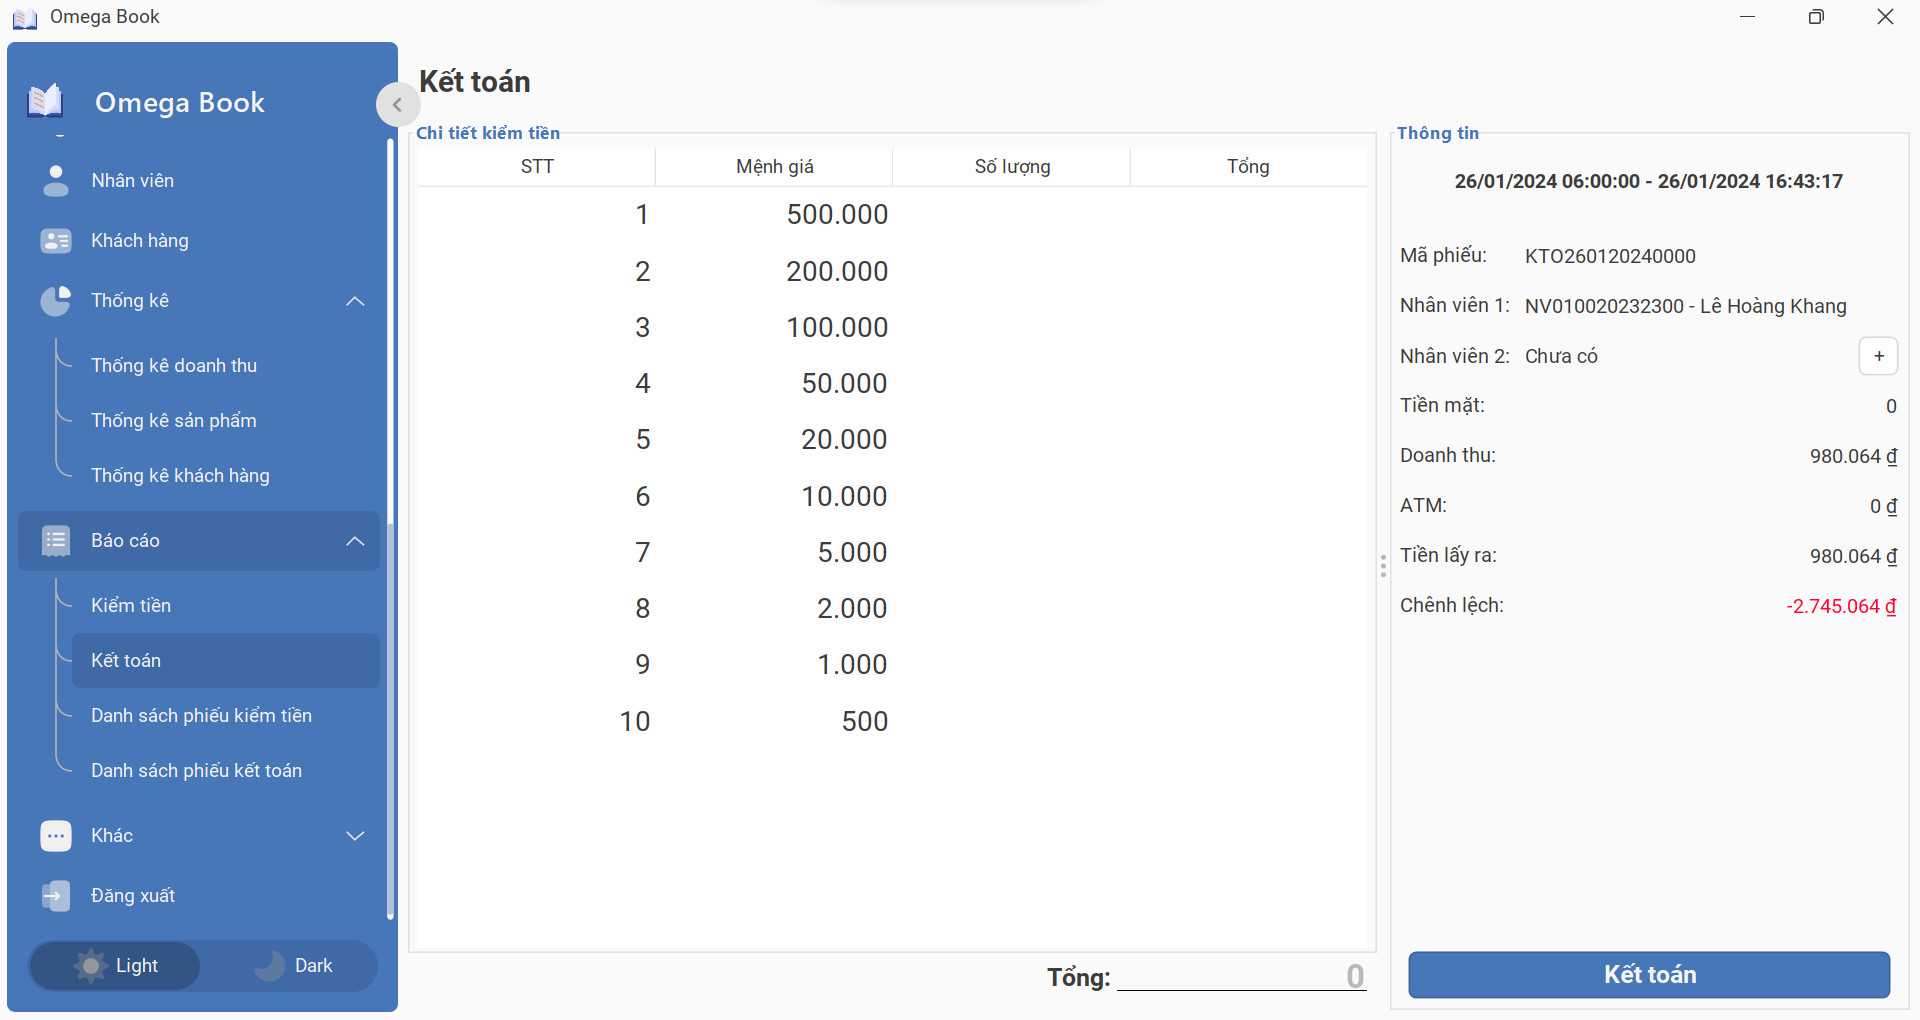 Omega Book
Omega Book
Nhân viên
Khách hàng
Thống kê
Thống kê doanh thu
Thống kê sản phẩm
Thống kê khách hàng
Báo cáo
Kiểm tiền
Kết toán
Danh sách phiếu kiểm tiền
Danh sách phiếu kết toán
Khác
Đăng xuất
Light Dark
Kết toán
Chi tiết kiểm tiền
STT Mệnh giá Số lượng Tổng
1 500.000
2 200.000
3 100.000
4 50.000
5 20.000
6 10.000
7 5.000
8 2.000
9 1.000
10 500
Tổng: 0
Thông tin
26/01/2024 06:00:00 - 26/01/2024 16:43:17
Mã phiếu: KTO260120240000
Nhân viên 1: NV010020232300 - Lê Hoàng Khang
Nhân viên 2: Chưa có +
Tiền mặt: 0
Doanh thu: 980.064 ₫
ATM: 0 ₫
Tiền lấy ra: 980.064 ₫
Chênh lệch: -2.745.064 ₫
Kết toán